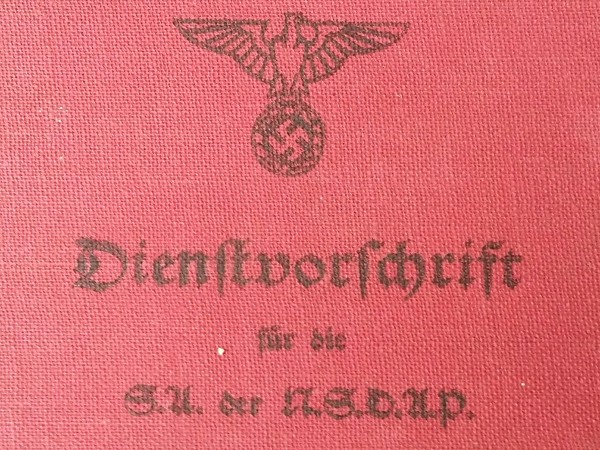 Dienstvorschrift
für die
S.A. der N.S.D.A.P.